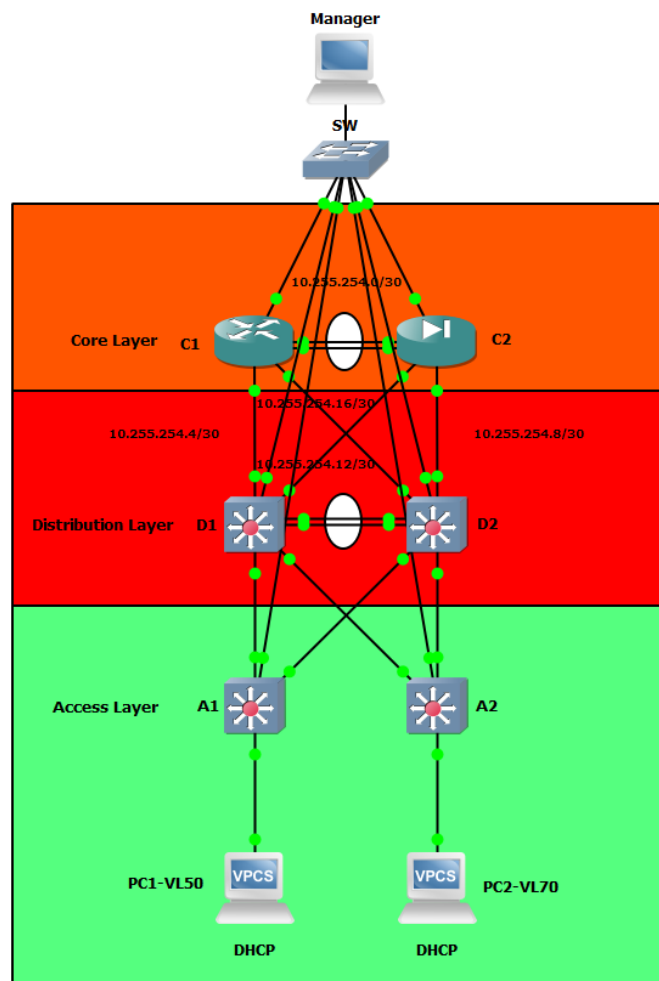 Manager
SW
10.255.254.0/30
Core Layer
C1
C2
10.255.254.16/30
10.255.254.4/30
10.255.254.8/30
10.255.254.12/30
Distribution Layer
D1
D2
Access Layer
A1
A2
VPCS
VPCS
PC1-VL50
PC2-VL70
DHCP
DHCP